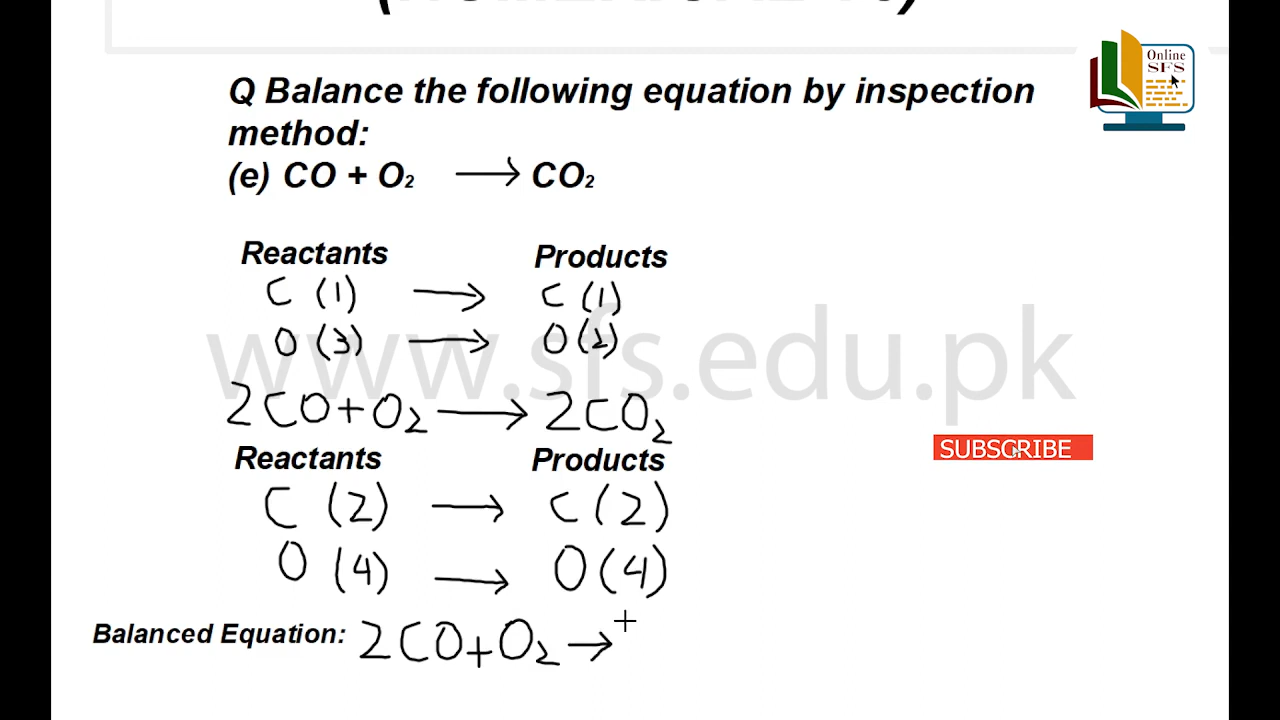 Q Balance the following equation by inspection
method:
(e) CO + O₂ → CO₂
Online
SFS
Reactants Products
C (1) → C (1)
O (3) → O (2)
www.sfs.edu.pk
2CO+O₂ → 2CO₂
SUBSCRIBE
Reactants Products
C (2) → C (2)
O (4) → O (4)
Balanced Equation: 2CO+O₂ →